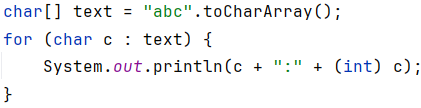 char[] text = "abc".toCharArray();
for (char c : text) {
    System.out.println(c + ":" + (int) c);
}